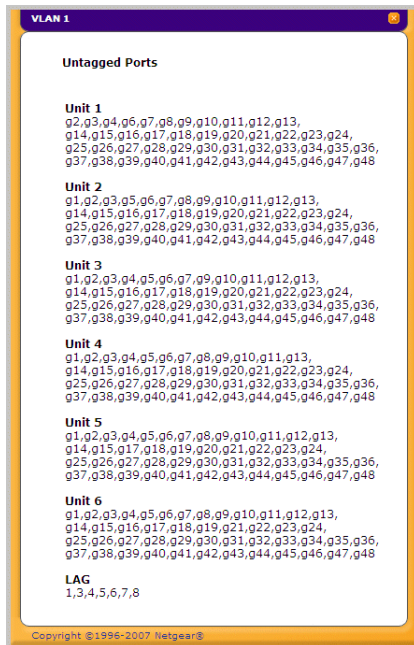 VLAN 1
Untagged Ports
Unit 1
g2,g3,g4,g6,g7,g8,g9,g10,g11,g12,g13,
g14,g15,g16,g17,g18,g19,g20,g21,g22,g23,g24,
g25,g26,g27,g28,g29,g30,g31,g32,g33,g34,g35,g36,
g37,g38,g39,g40,g41,g42,g43,g44,g45,g46,g47,g48
Unit 2
g1,g2,g3,g5,g6,g7,g8,g9,g10,g11,g12,g13,
g14,g15,g16,g17,g18,g19,g20,g21,g22,g23,g24,
g25,g26,g27,g28,g29,g30,g31,g32,g33,g34,g35,g36,
g37,g38,g39,g40,g41,g42,g43,g44,g45,g46,g47,g48
Unit 3
g1,g2,g3,g4,g5,g6,g7,g9,g10,g11,g12,g13,
g14,g15,g16,g17,g18,g19,g20,g21,g22,g23,g24,
g25,g26,g27,g28,g29,g30,g31,g32,g33,g34,g35,g36,
g37,g38,g39,g40,g41,g42,g43,g44,g45,g46,g47,g48
Unit 4
g1,g2,g3,g4,g5,g6,g7,g8,g9,g10,g11,g13,
g14,g15,g16,g17,g18,g19,g20,g21,g22,g23,g24,
g25,g26,g27,g28,g29,g30,g31,g32,g33,g34,g35,g36,
g37,g38,g39,g40,g41,g42,g43,g44,g45,g46,g47,g48
Unit 5
g1,g2,g3,g4,g5,g6,g7,g8,g9,g10,g11,g12,g13,
g14,g15,g17,g18,g19,g20,g21,g22,g23,g24,
g25,g26,g27,g28,g29,g30,g31,g32,g33,g34,g35,g36,
g37,g38,g39,g40,g41,g42,g43,g44,g45,g46,g47,g48
Unit 6
g1,g2,g3,g4,g5,g6,g7,g8,g9,g10,g11,g12,g13,
g14,g15,g16,g17,g18,g19,g21,g22,g23,g24,
g25,g26,g27,g28,g29,g30,g31,g32,g33,g34,g35,g36,
g37,g38,g39,g40,g41,g42,g43,g44,g45,g46,g47,g48
LAG
1,3,4,5,6,7,8
Copyright ©1996-2007 Netgear®